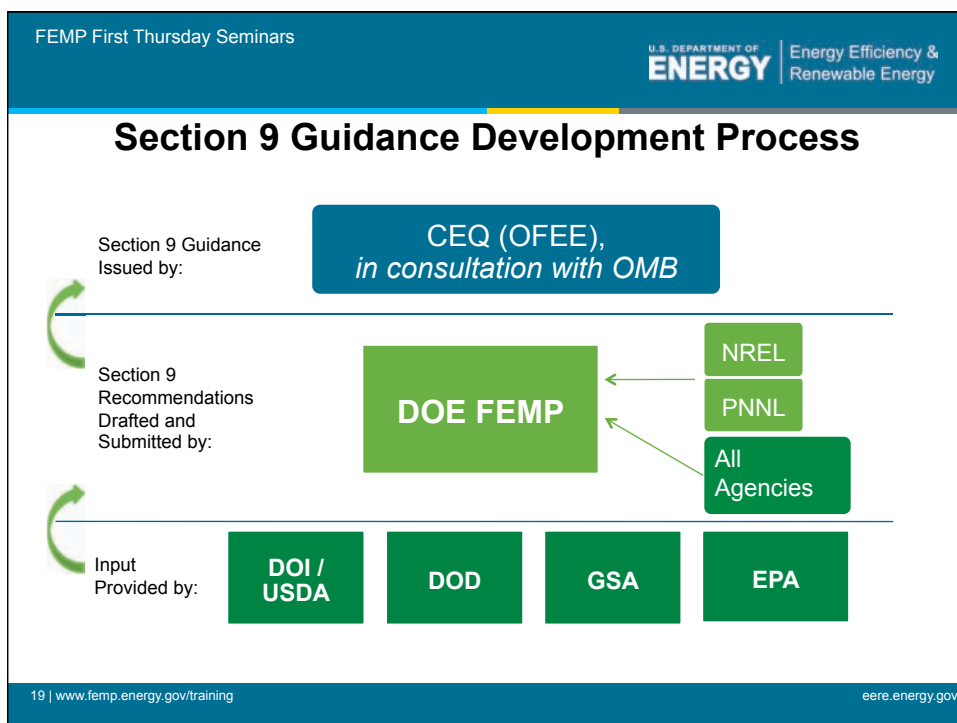 FEMP First Thursday Seminars
U.S. DEPARTMENT OF
ENERGY
Energy Efficiency &
Renewable Energy
Section 9 Guidance Development Process
Section 9 Guidance
Issued by:
CEQ (OFEE),
in consultation with OMB
Section 9
Recommendations
Drafted and
Submitted by:
DOE FEMP
NREL
PNNL
All
Agencies
Input
Provided by:
DOI /
USDA
DOD
GSA
EPA
19 | www.femp.energy.gov/training
eere.energy.gov